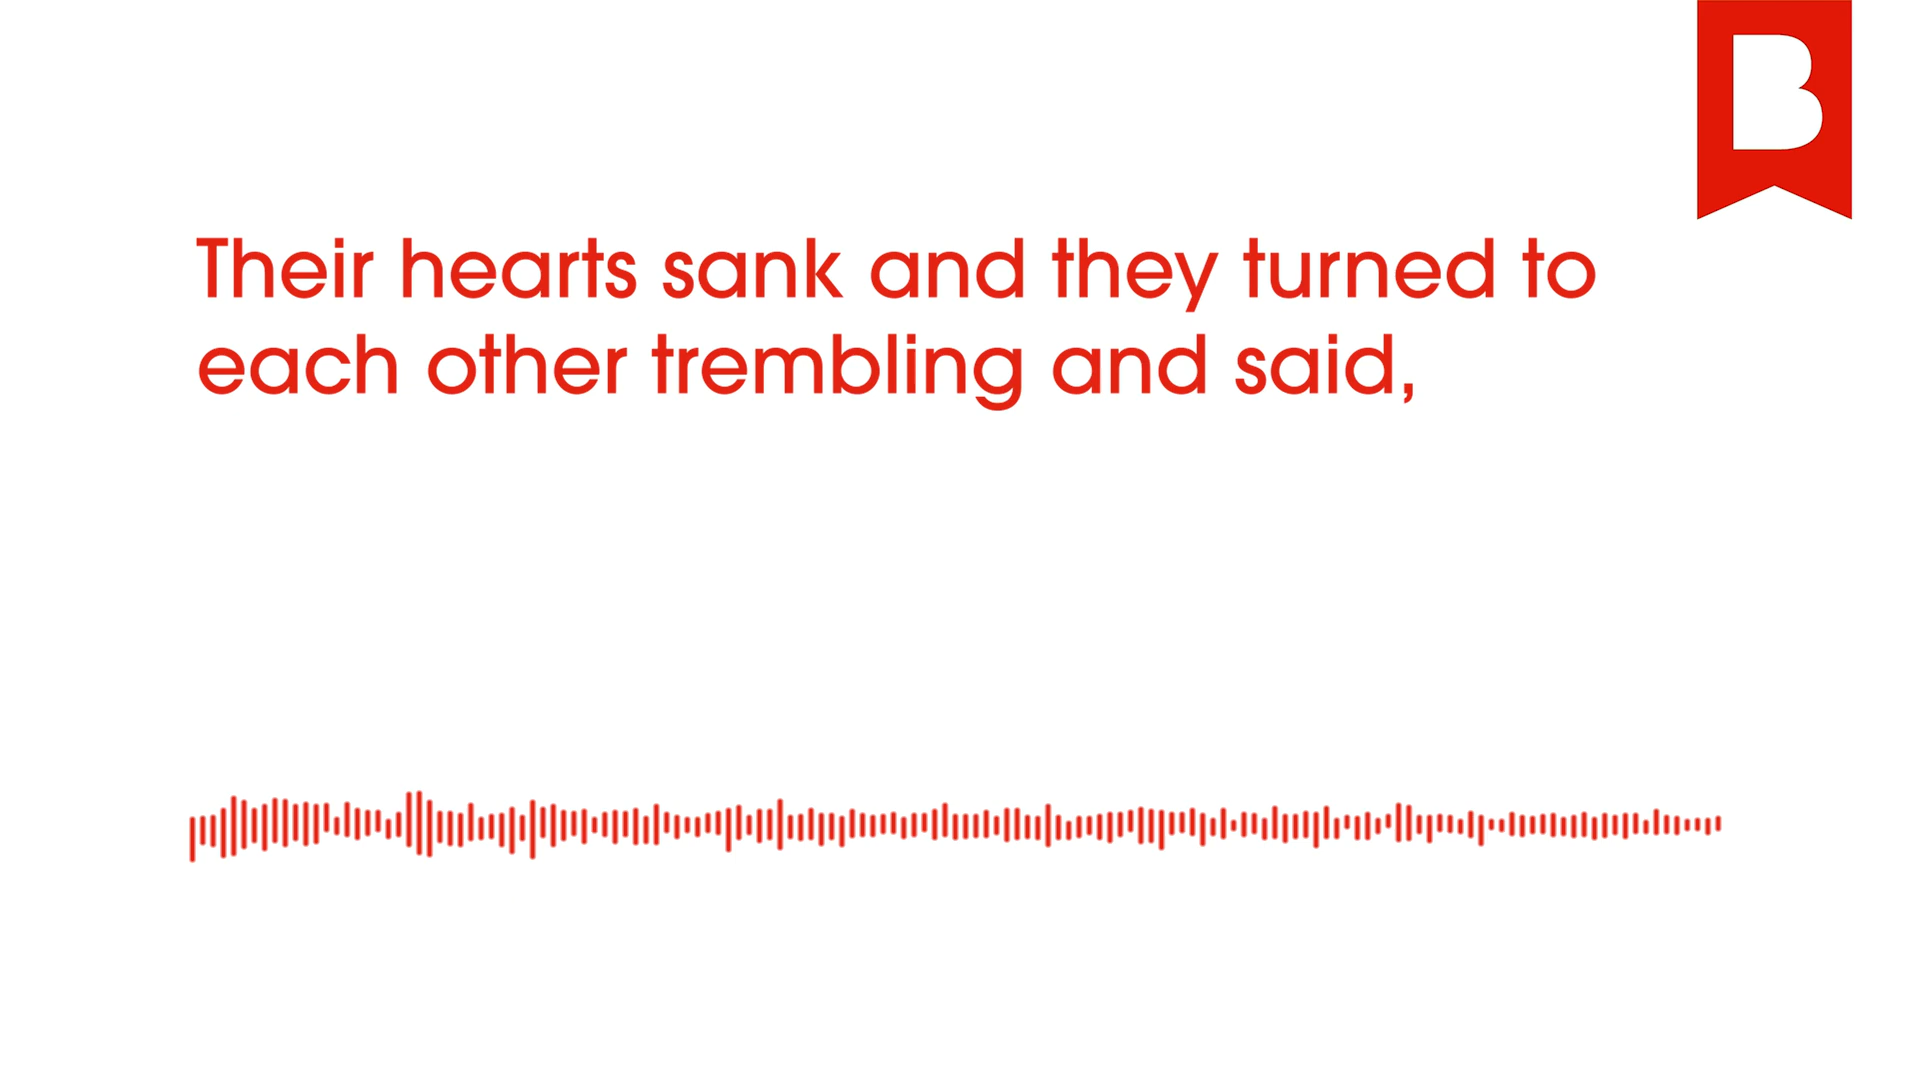 B
Their hearts sank and they turned to
each other trembling and said,